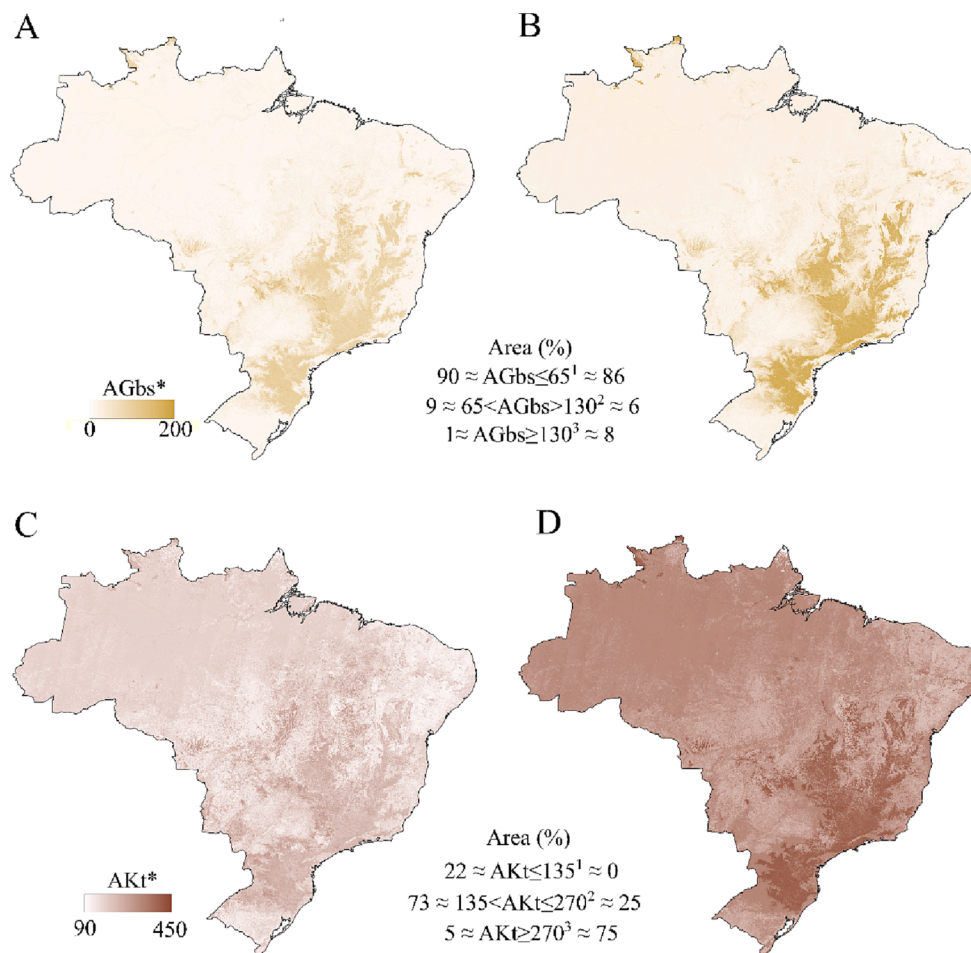 A
B
AGbs*
0 200
Area (%)
90 ≈ AGbs≤65¹ ≈ 86
9 ≈ 65<AGbs>130² ≈ 6
1≈ AGbs≥130³ ≈ 8
C
D
AKt*
90 450
Area (%)
22 ≈ AKt≤135¹ ≈ 0
73 ≈ 135<AKt≤270² ≈ 25
5 ≈ AKt≥270³ ≈ 75